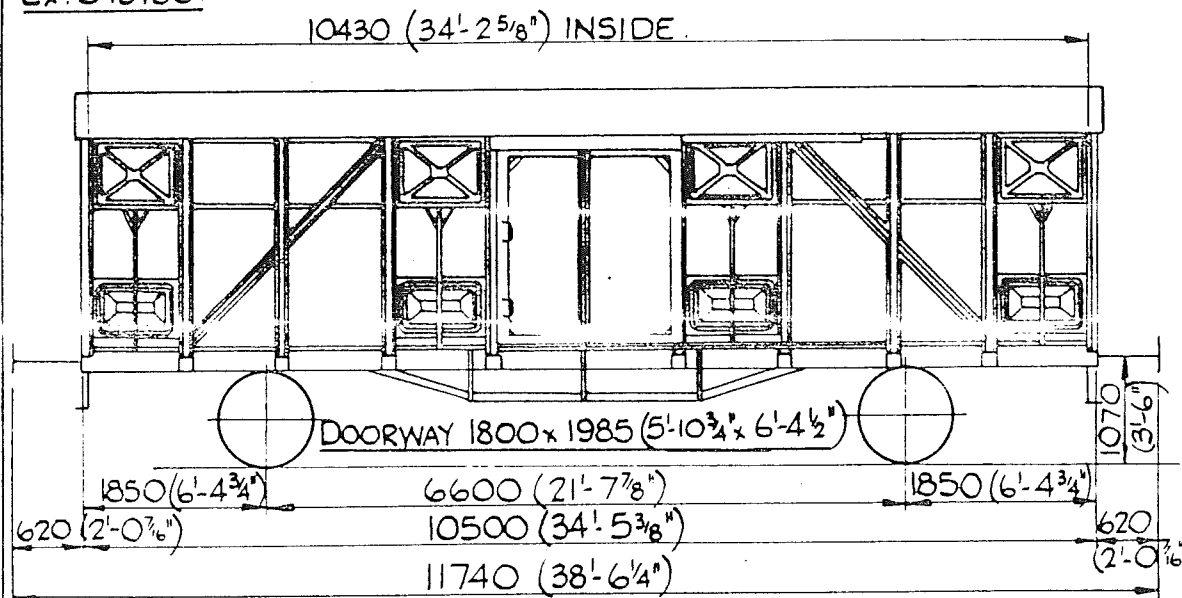 10430 (34'-2 5/8") INSIDE.
DOORWAY 1800 x 1985 (5'-10 3/4" x 6'-4 1/2")
1070
(3'-6")
1850 (6'-4 3/4")
6600 (21'-7 7/8")
1850 (6'-4 3/4")
620 (2'-0 7/16")
10500 (34'-5 3/8")
620
(2'-0 7/16"
11740 (38'-6 1/4")